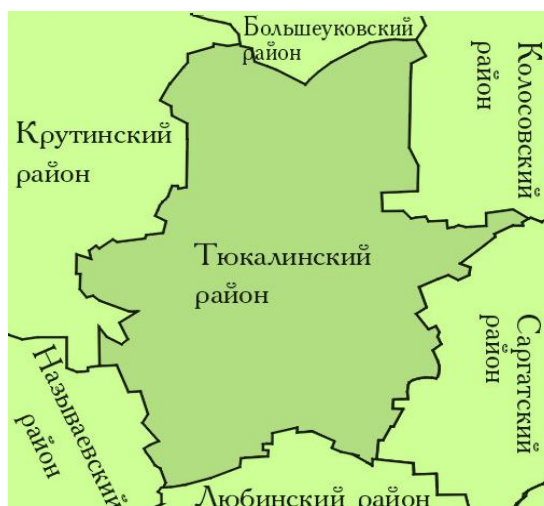 Большеуковский
район
Колосовский
район
Крутинский
район
Тюкалинский
район
Саргатский
район
Называевский
район
Любинский район